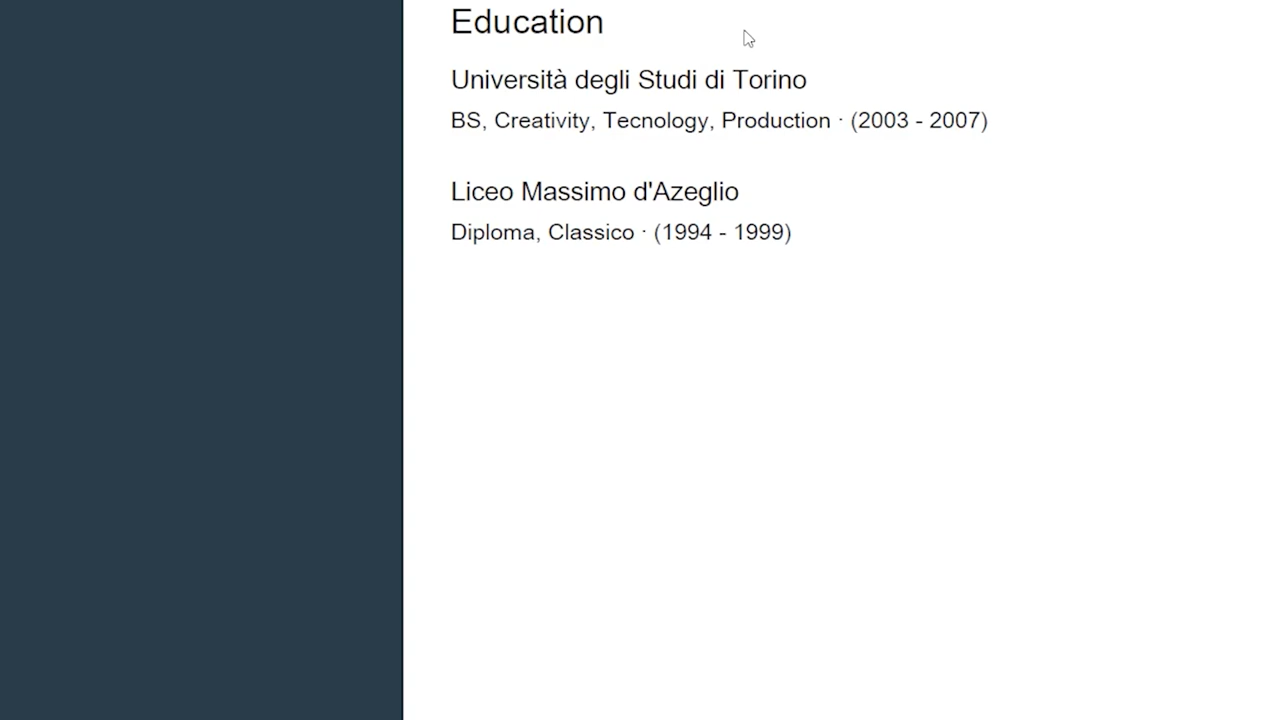 Education
Università degli Studi di Torino
BS, Creativity, Tecnology, Production · (2003 - 2007)
Liceo Massimo d'Azeglio
Diploma, Classico · (1994 - 1999)